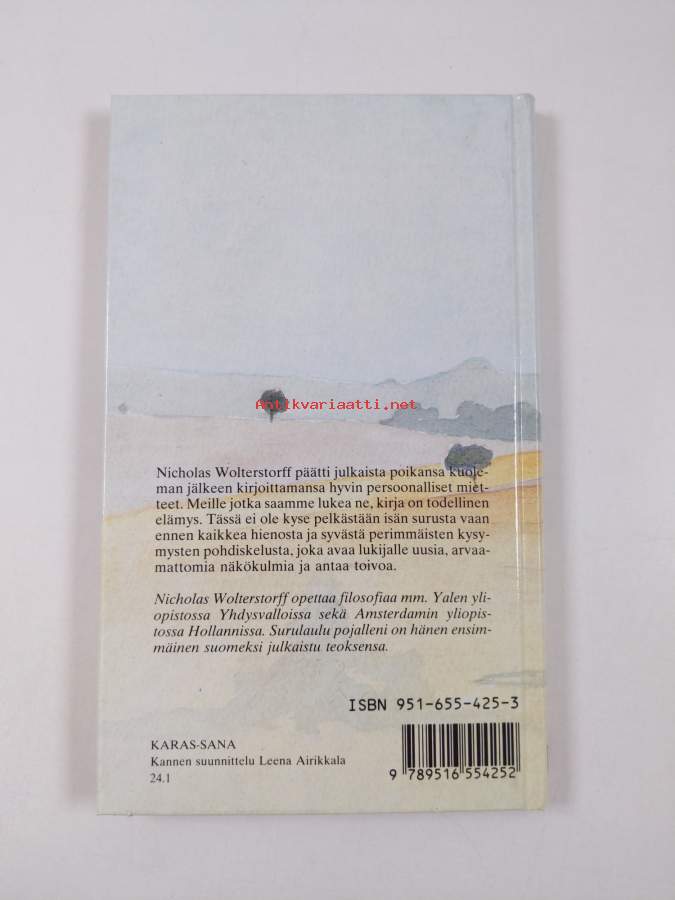 Antikvariaatti.net
Nicholas Wolterstorff päätti julkaista poikansa kuole-
man jälkeen kirjoittamansa hyvin persoonalliset miet-
teet. Meille jotka saamme lukea ne, kirja on todellinen
elämys. Tässä ei ole kyse pelkästään isän surusta vaan
ennen kaikkea hienosta ja syvästä perimmäisten kysy-
mysten pohdiskelusta, joka avaa lukijalle uusia, arvaa-
mattomia näkökulmia ja antaa toivoa.
Nicholas Wolterstorff opettaa filosofiaa mm. Yalen yli-
opistossa Yhdysvalloissa sekä Amsterdamin yliopis-
tossa Hollannissa. Surulaulu pojalleni on hänen ensim-
mäinen suomeksi julkaistu teoksensa.
ISBN 951-655-425-3
KARAS-SANA
Kannen suunnittelu Leena Airikkala
24.1
9 789516 554252